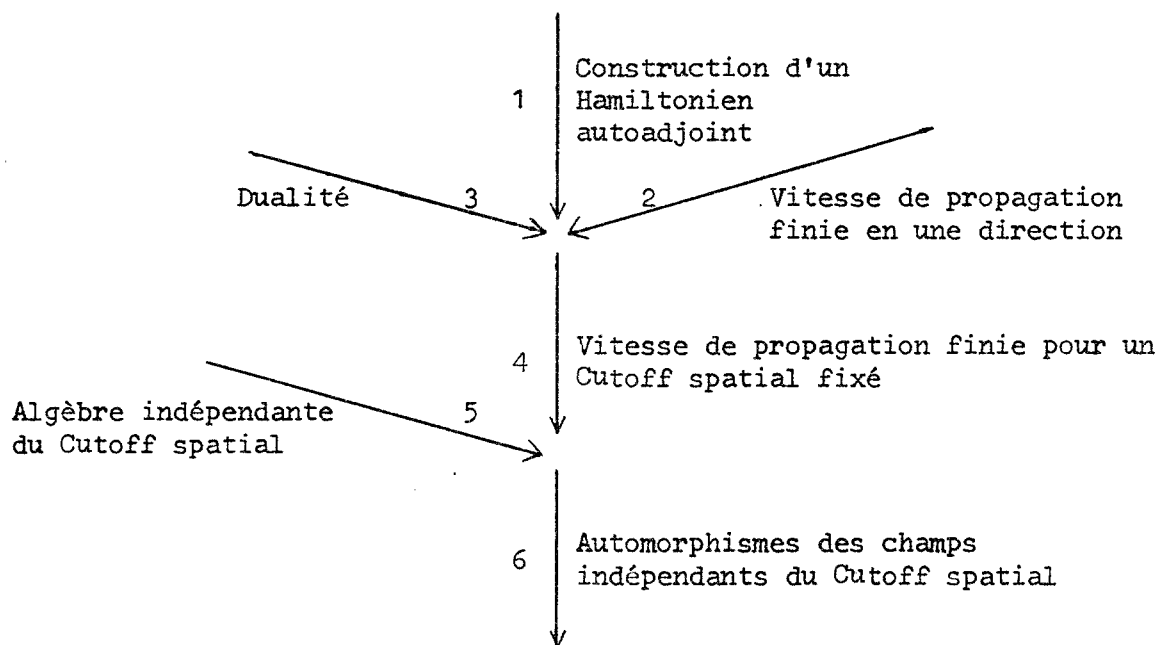 1
Construction d'un
Hamiltonien
autoadjoint
Dualité
3
2
Vitesse de propagation
finie en une direction
4
Vitesse de propagation finie pour un
Cutoff spatial fixé
Algèbre indépendante
du Cutoff spatial
5
6
Automorphismes des champs
indépendants du Cutoff spatial